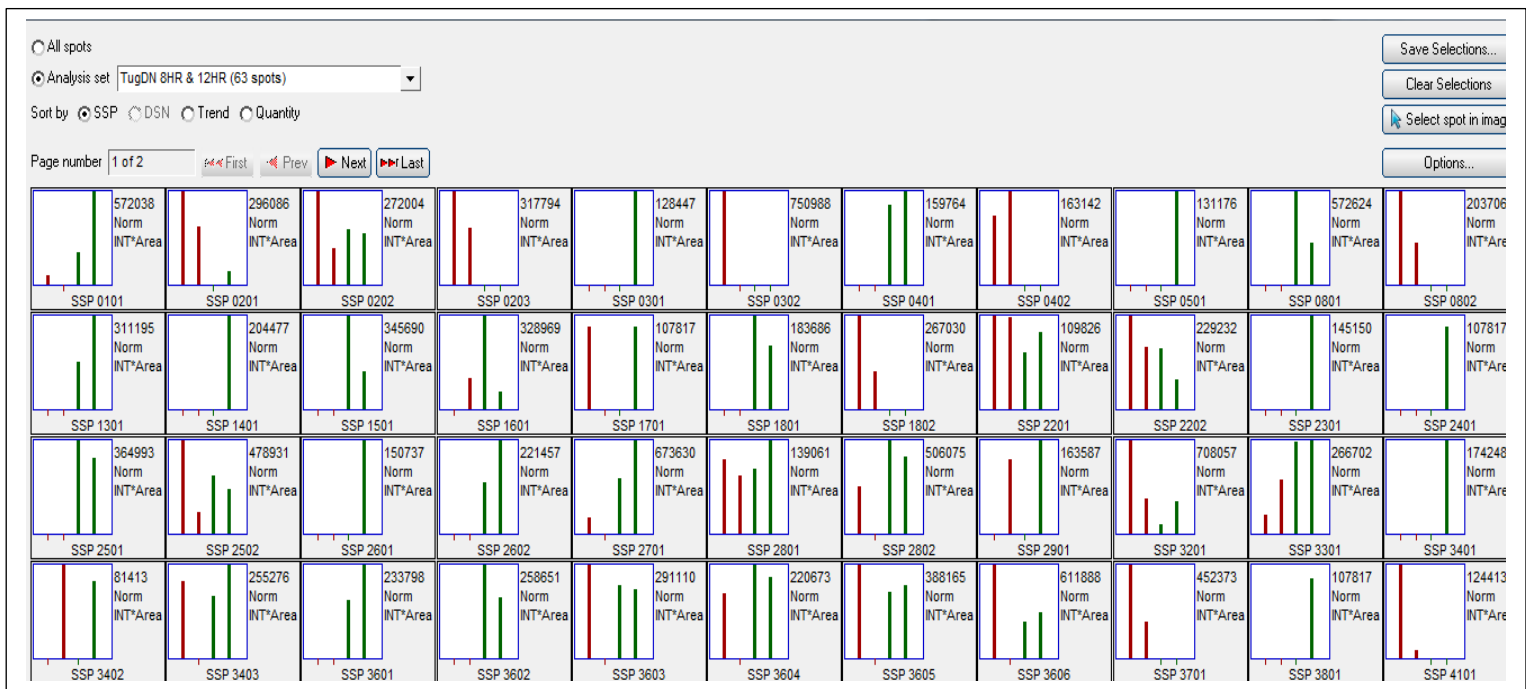 All spots
Save Selections...
Analysis set TugDN 8HR & 12HR (63 spots)
Clear Selections
Sort by SSP DSN Trend Quantity
Select spot in imag
Page number 1 of 2 First Prev Next Last
Options...
572038 296086 272004 317794 128447 750988 159764 163142 131176 572624 203706
Norm Norm Norm Norm Norm Norm Norm Norm Norm Norm Norm
INT*Area INT*Area INT*Area INT*Area INT*Area INT*Area INT*Area INT*Area INT*Area INT*Area INT*Are
SSP 0101 SSP 0201 SSP 0202 SSP 0203 SSP 0301 SSP 0302 SSP 0401 SSP 0402 SSP 0501 SSP 0801 SSP 0802
311195 204477 345690 328969 107817 183686 267030 109826 229232 145150 107817
Norm Norm Norm Norm Norm Norm Norm Norm Norm Norm Norm
INT*Area INT*Area INT*Area INT*Area INT*Area INT*Area INT*Area INT*Area INT*Area INT*Area INT*Are
SSP 1301 SSP 1401 SSP 1501 SSP 1601 SSP 1701 SSP 1801 SSP 1802 SSP 2201 SSP 2202 SSP 2301 SSP 2401
364993 478931 150737 221457 673630 139061 506075 163587 708057 266702 174248
Norm Norm Norm Norm Norm Norm Norm Norm Norm Norm Norm
INT*Area INT*Area INT*Area INT*Area INT*Area INT*Area INT*Area INT*Area INT*Area INT*Area INT*Are
SSP 2501 SSP 2502 SSP 2601 SSP 2602 SSP 2701 SSP 2801 SSP 2802 SSP 2901 SSP 3201 SSP 3301 SSP 3401
81413 255276 233798 258651 291110 220673 388165 611888 452373 107817 124413
Norm Norm Norm Norm Norm Norm Norm Norm Norm Norm Norm
INT*Area INT*Area INT*Area INT*Area INT*Area INT*Area INT*Area INT*Area INT*Area INT*Area INT*Are
SSP 3402 SSP 3403 SSP 3601 SSP 3602 SSP 3603 SSP 3604 SSP 3605 SSP 3606 SSP 3701 SSP 3801 SSP 4101